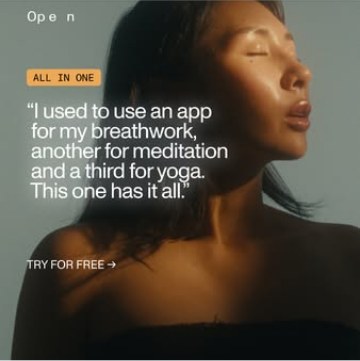 Open
ALL IN ONE
“I used to use an app
for my breathwork,
another for meditation
and a third for yoga.
This one has it all.”
TRY FOR FREE →